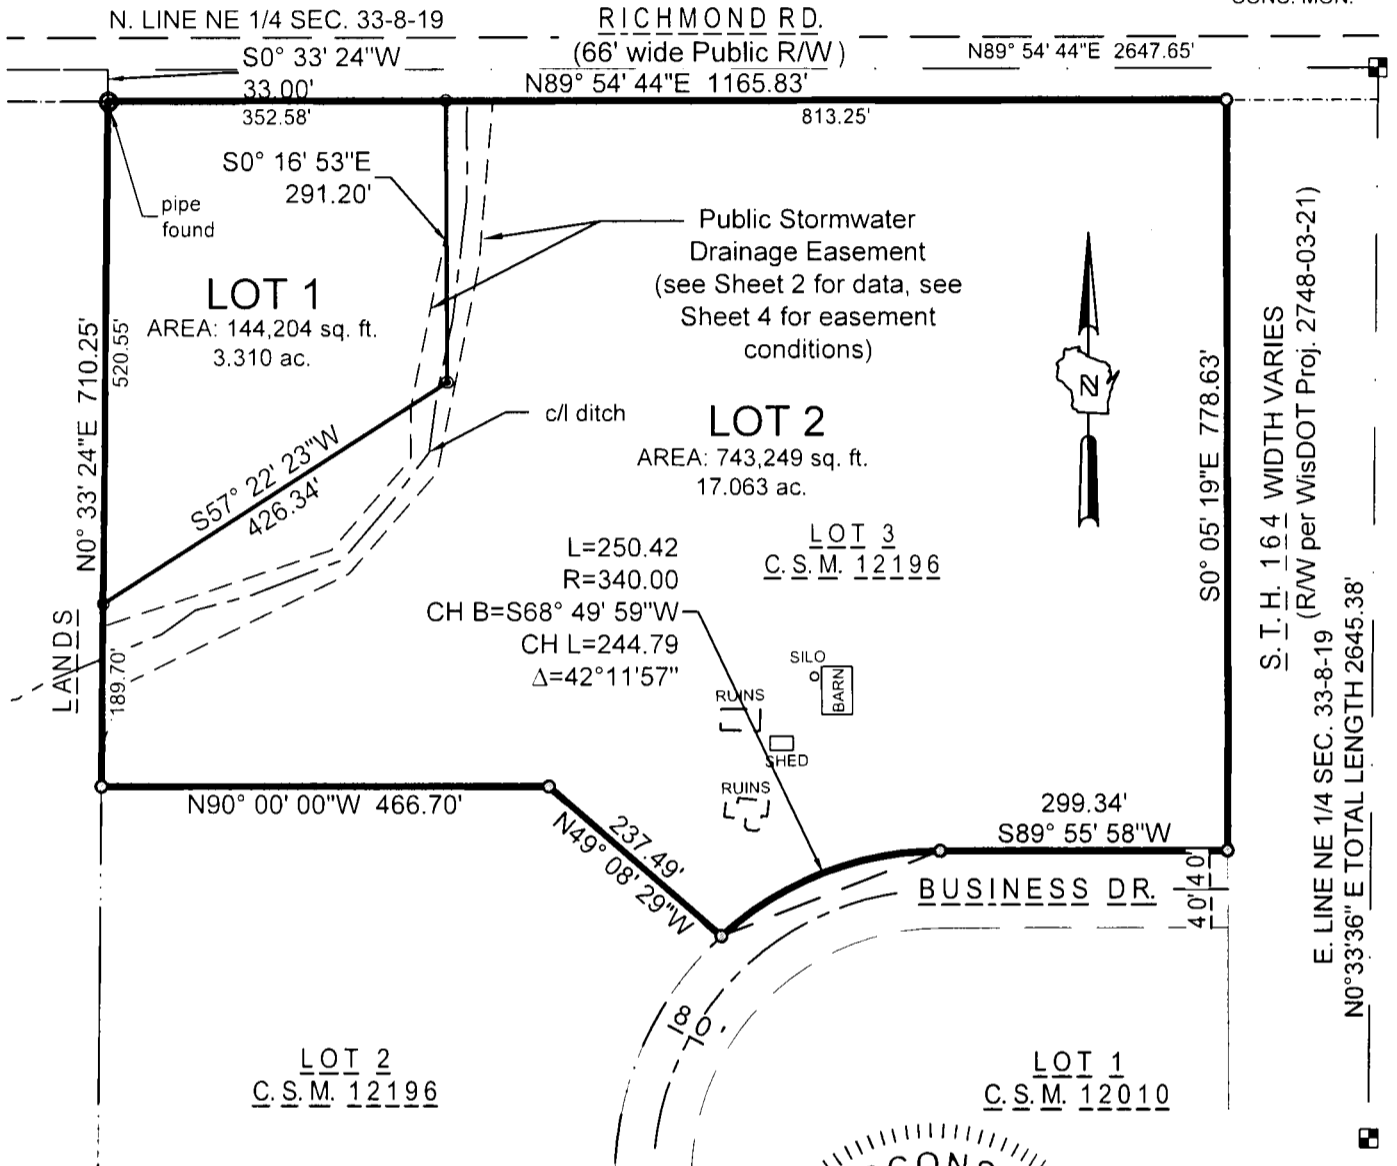 CONC. MON.
N. LINE NE 1/4 SEC. 33-8-19
RICHMOND RD.
(66' wide Public R/W)
N89° 54' 44"E 2647.65'
S0° 33' 24"W
33.00'
N89° 54' 44"E 1165.83'
352.58'
813.25'
S0° 16' 53"E
291.20'
pipe
found
Public Stormwater
Drainage Easement
(see Sheet 2 for data, see
Sheet 4 for easement
conditions)
LOT 1
AREA: 144,204 sq. ft.
3.310 ac.
N0° 33' 24"E 710.25'
520.55'
N
S57° 22' 23"W
426.34'
c/l ditch
LOT 2
AREA: 743,249 sq. ft.
17.063 ac.
S0° 05' 19"E 778.63'
S.T.H. 164 WIDTH VARIES
(R/W per WisDOT Proj. 2748-03-21)
LOT 3
C.S.M. 12196
L=250.42
R=340.00
CH B=S68° 49' 59"W
CH L=244.79
Δ=42°11'57"
LANDS
189.70'
SILO
BARN
RUINS
SHED
RUINS
E. LINE NE 1/4 SEC. 33-8-19
N0°33'36" E TOTAL LENGTH 2645.38'
N90° 00' 00"W 466.70'
237.49'
N49° 08' 29"W
299.34'
S89° 55' 58"W
BUSINESS DR.
40' 40'
80'
LOT 2
C.S.M. 12196
LOT 1
C.S.M. 12010